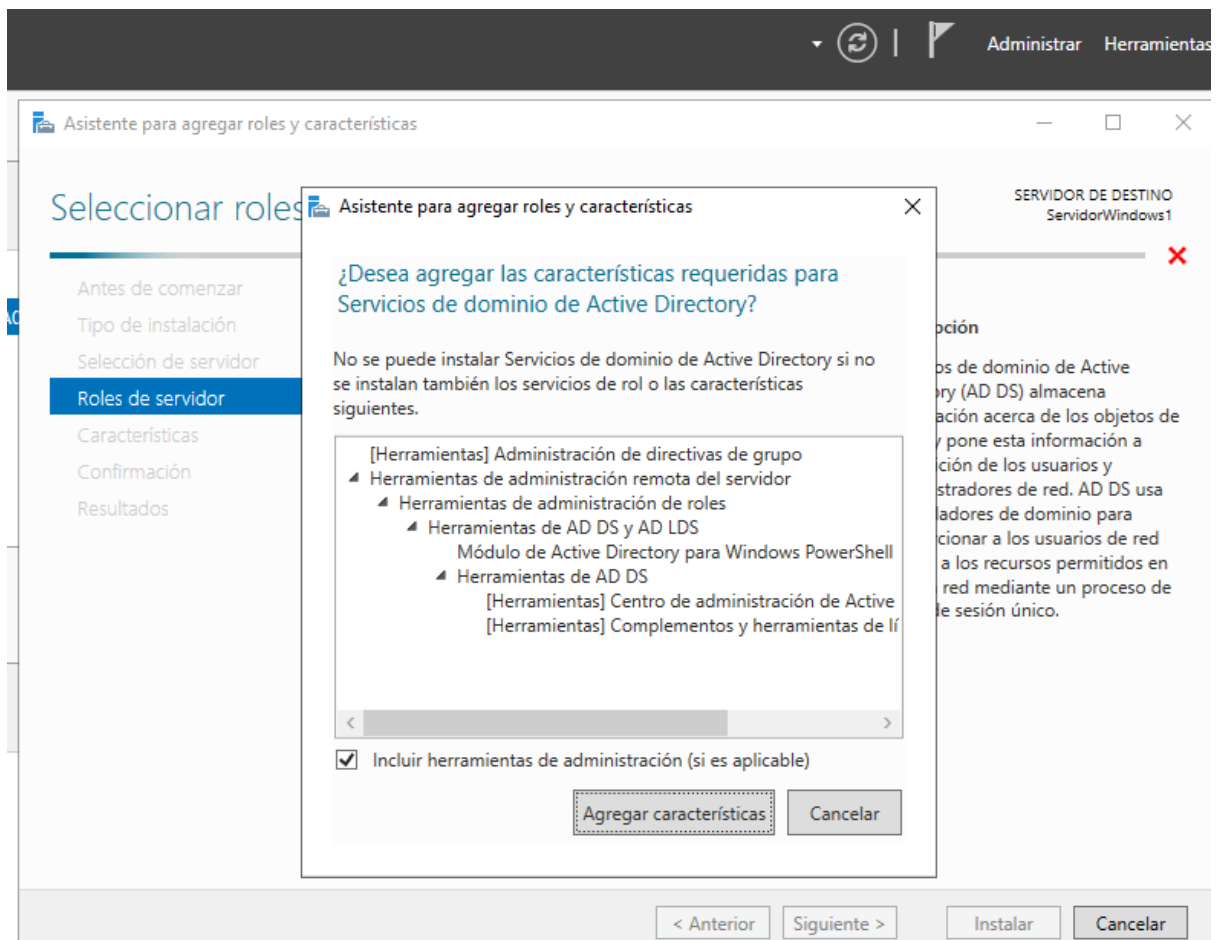 Administrar Herramientas
Asistente para agregar roles y características
Seleccionar roles
SERVIDOR DE DESTINO
ServidorWindows1
Antes de comenzar
Tipo de instalación
Selección de servidor
Roles de servidor
Características
Confirmación
Resultados
Asistente para agregar roles y características
¿Desea agregar las características requeridas para
Servicios de dominio de Active Directory?
No se puede instalar Servicios de dominio de Active Directory si no
se instalan también los servicios de rol o las características
siguientes.
[Herramientas] Administración de directivas de grupo
Herramientas de administración remota del servidor
Herramientas de administración de roles
Herramientas de AD DS y AD LDS
Módulo de Active Directory para Windows PowerShell
Herramientas de AD DS
[Herramientas] Centro de administración de Active
[Herramientas] Complementos y herramientas de lí
Incluir herramientas de administración (si es aplicable)
Agregar características Cancelar
pción
os de dominio de Active
ory (AD DS) almacena
ación acerca de los objetos de
y pone esta información a
ición de los usuarios y
stradores de red. AD DS usa
ladores de dominio para
rcionar a los usuarios de red
a los recursos permitidos en
red mediante un proceso de
de sesión único.
< Anterior Siguiente > Instalar Cancelar